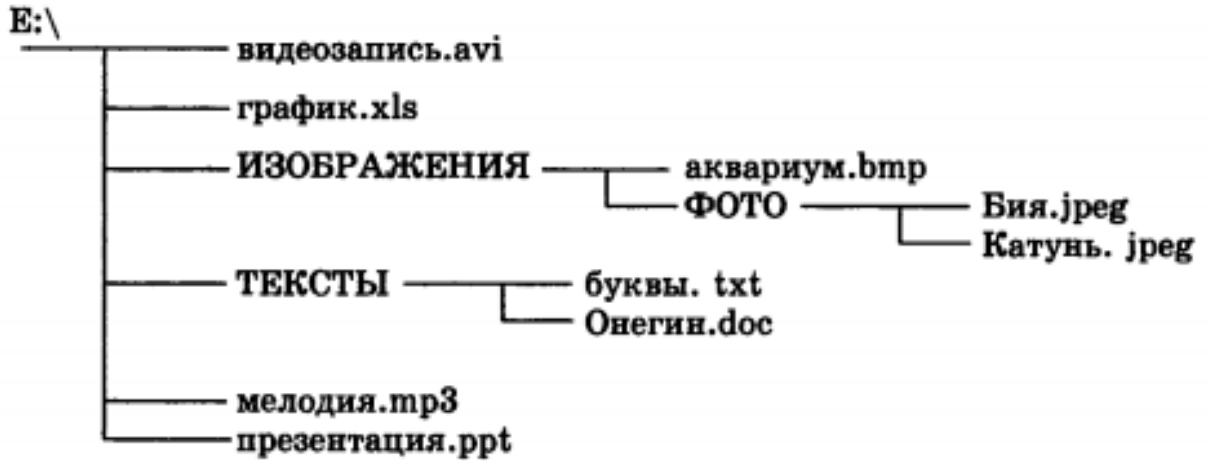 E:\
видеозапись.avi
график.xls
ИЗОБРАЖЕНИЯ аквариум.bmp
ФОТО Бия.jpeg
Катунь. jpeg
ТЕКСТЫ буквы. txt
Онегин.doc
мелодия.mp3
презентация.ppt